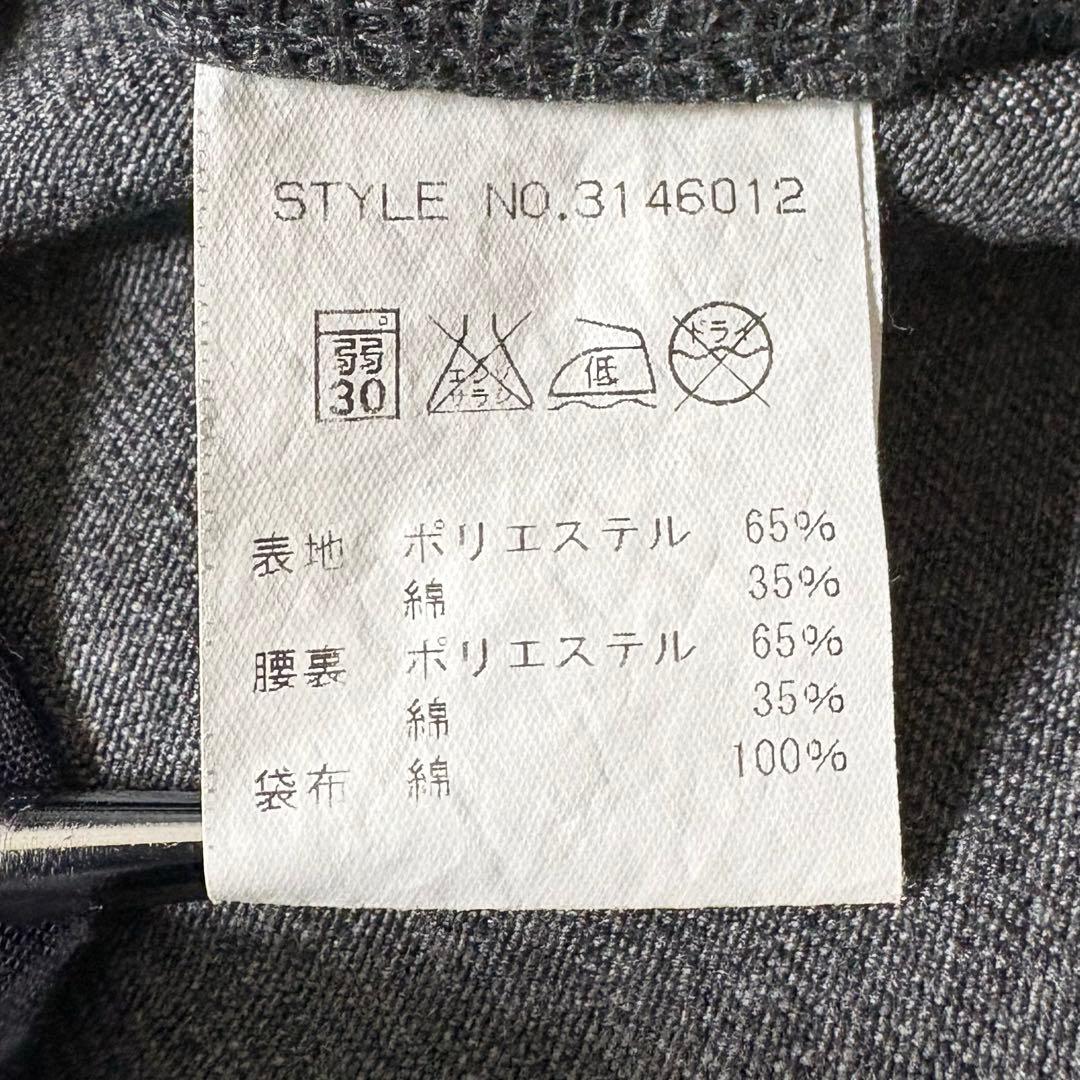 STYLE NO.3146012
弱 エンソ サラシ 低 ドライ
30
表地 ポリエステル 65%
綿 35%
腰裏 ポリエステル 65%
綿 35%
袋布 綿 100%